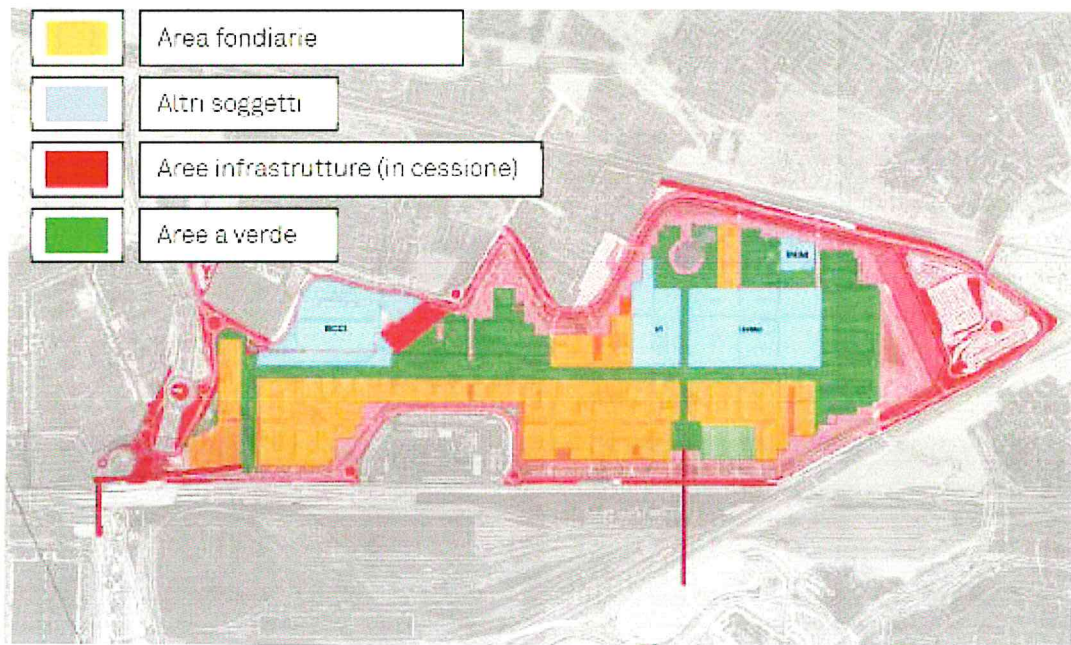 Area fondiarie
Altri soggetti
Aree infrastrutture (in cessione)
Aree a verde